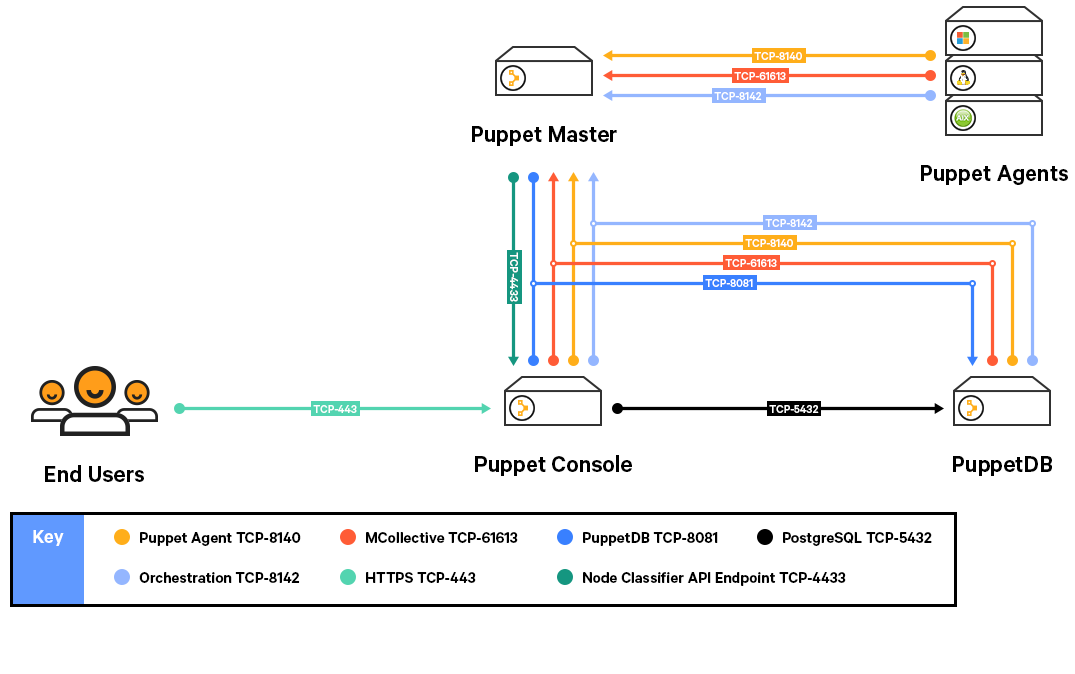 TCP-8140
TCP-61613
TCP-8142
AIX
Puppet Master
Puppet Agents
TCP-8142
TCP-8140
TCP-61613
TCP-8081
TCP-4433
TCP-443
TCP-5432
End Users
Puppet Console
PuppetDB
Key
Puppet Agent TCP-8140
MCollective TCP-61613
PuppetDB TCP-8081
PostgreSQL TCP-5432
Orchestration TCP-8142
HTTPS TCP-443
Node Classifier API Endpoint TCP-4433